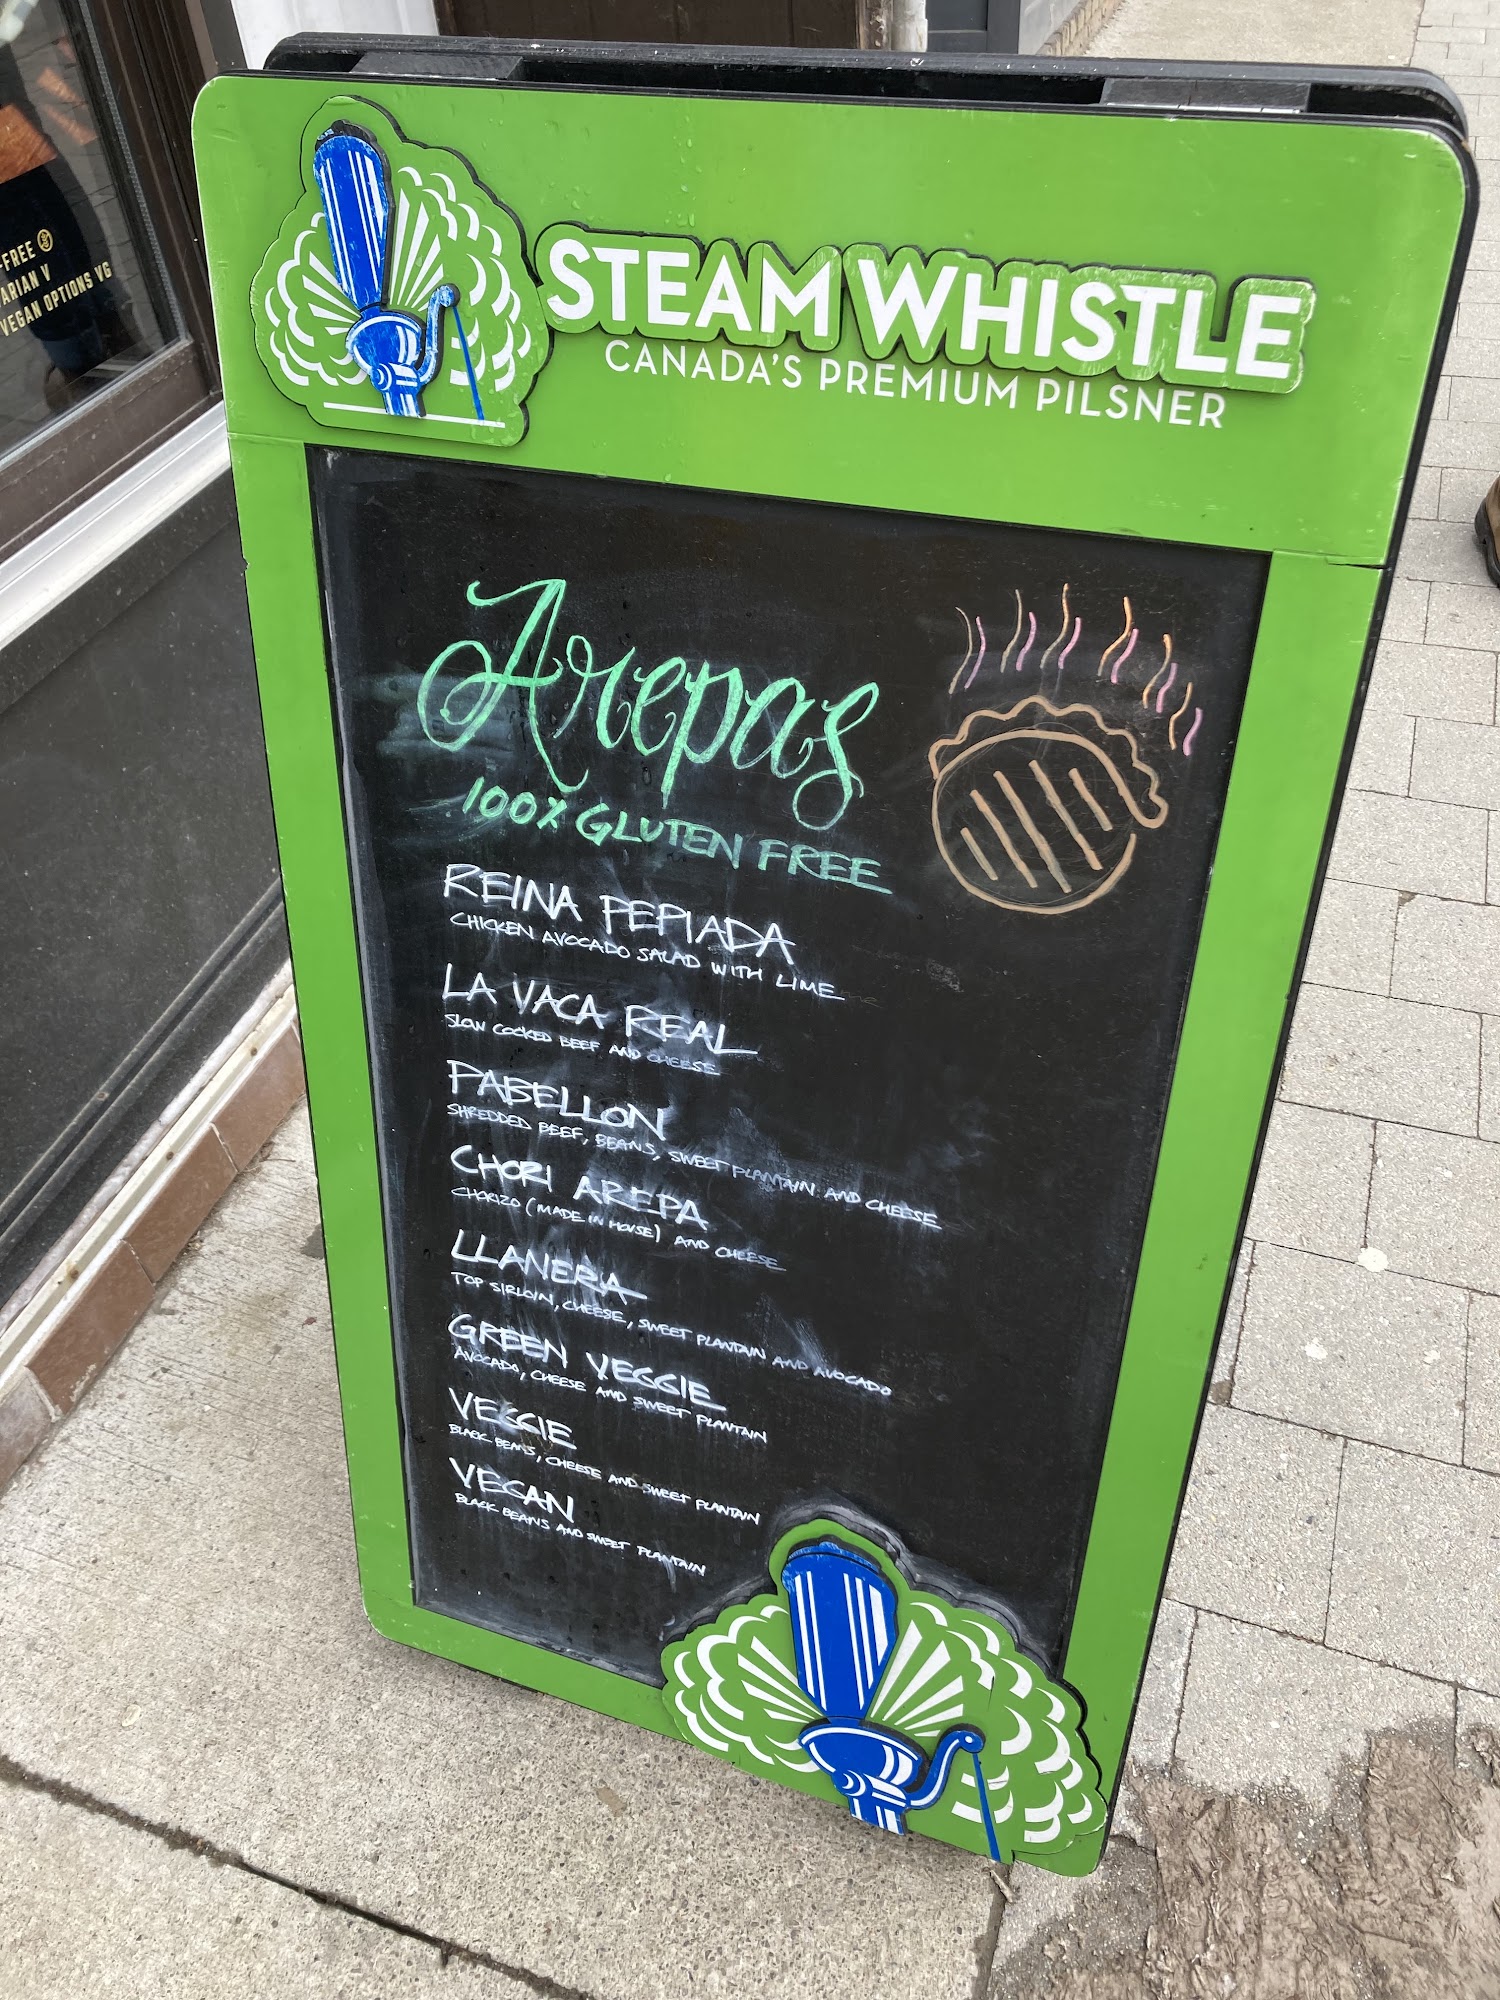 -FREE
ARIAN V
VEGAN OPTIONS VG
STEAM WHISTLE
CANADA'S PREMIUM PILSNER
Arepas
100% GLUTEN FREE
REINA PEPIADA
CHICKEN AVOCADO SALAD WITH LIME
LA VACA REAL
SLOW COOKED BEEF AND CHEESE
PABELLON
SHREDDED BEEF, BEANS, SWEET PLANTAIN AND CHEESE
CHORI AREPA
CHORIZO (MADE IN HOUSE) AND CHEESE
LLANERA
TOP SIRLOIN, CHEESE, SWEET PLANTAIN AND AVOCADO
GREEN VEGGIE
AVOCADO, CHEESE AND SWEET PLANTAIN
VEGGIE
BLACK BEANS, CHEESE AND SWEET PLANTAIN
VEGAN
BLACK BEANS AND SWEET PLANTAIN